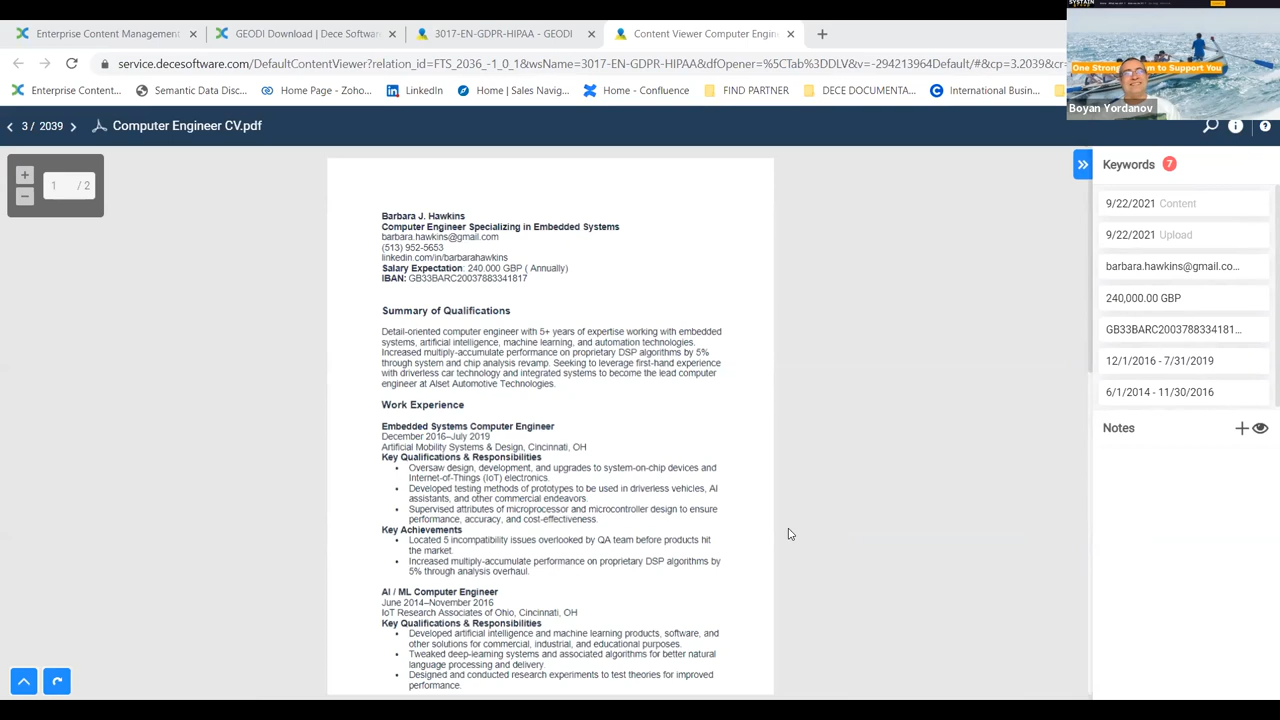 SYSTAIN
Enterprise Content Management
GEODI Download | Dece Softwar
3017-EN-GDPR-HIPAA - GEODI
Content Viewer Computer Engin
service.decesoftware.com/DefaultContentViewer?regten_id=FTS_2036_-1_0_1&wsName=3017-EN-GDPR-HIPAA&dfOpener=%5CTab%3DDLV&v=-294213964Default/#&cp=3.2039&cr
Enterprise Content...
Semantic Data Disc...
Home Page - Zoho...
LinkedIn
Home | Sales Navig...
Home - Confluence
FIND PARTNER
DECE DOCUMENTA...
International Busin...
One Strong
m to Support You
Boyan Yordanov
3 / 2039
Computer Engineer CV.pdf
1 / 2
Barbara J. Hawkins
Computer Engineer Specializing in Embedded Systems
barbara.hawkins@gmail.com
(513) 952-5653
linkedin.com/in/barbarahawkins
Salary Expectation: 240.000 GBP ( Annually)
IBAN: GB33BARC20037883341817
Summary of Qualifications
Detail-oriented computer engineer with 5+ years of expertise working with embedded
systems, artificial intelligence, machine learning, and automation technologies.
Increased multiply-accumulate performance on proprietary DSP algorithms by 5%
through system and chip analysis revamp. Seeking to leverage first-hand experience
with driverless car technology and integrated systems to become the lead computer
engineer at Alset Automotive Technologies.
Work Experience
Embedded Systems Computer Engineer
December 2016–July 2019
Artificial Mobility Systems & Design, Cincinnati, OH
Key Qualifications & Responsibilities
• Oversaw design, development, and upgrades to system-on-chip devices and
Internet-of-Things (IoT) electronics.
• Developed testing methods of prototypes to be used in driverless vehicles, AI
assistants, and other commercial endeavors.
• Supervised attributes of microprocessor and microcontroller design to ensure
performance, accuracy, and cost-effectiveness.
Key Achievements
• Located 5 incompatibility issues overlooked by QA team before products hit
the market.
• Increased multiply-accumulate performance on proprietary DSP algorithms by
5% through analysis overhaul.
AI / ML Computer Engineer
June 2014–November 2016
IoT Research Associates of Ohio, Cincinnati, OH
Key Qualifications & Responsibilities
• Developed artificial intelligence and machine learning products, software, and
other solutions for commercial, industrial, and educational purposes.
• Tweaked deep-learning systems and associated algorithms for better natural
language processing and delivery.
• Designed and conducted research experiments to test theories for improved
performance.
Keywords 7
9/22/2021 Content
9/22/2021 Upload
barbara.hawkins@gmail.co...
240,000.00 GBP
GB33BARC2003788334181...
12/1/2016 - 7/31/2019
6/1/2014 - 11/30/2016
Notes